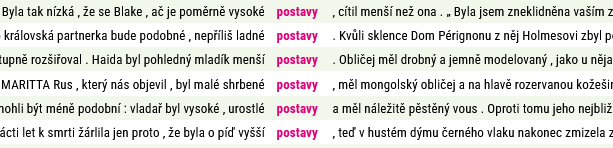 Byla tak nízká , že se Blake , ač je poměrně vysoké postavy , cítil menší než ona . „ Byla jsem zneklidněna vaším z
královská partnerka bude podobné , nepříliš ladné postavy . Kvůli sklence Dom Pérignonu z něj Holmesovi zbyl
tupně rozšiřoval . Haida byl pohledný mladík menší postavy . Obličej měl drobný a jemně modelovaný , jako u něja
MARITTA Rus , který nás objevil , byl malé shrbené postavy , měl mongolský obličej a na hlavě rozervanou kožešin
mohli být méně podobní : vladař byl vysoké , urostlé postavy a měl náležitě pěstěný vous . Oproti tomu jeho nejbliž
ácti let k smrti žárlila jen proto , že byla o píď vyšší postavy , teď v hustém dýmu černého vlaku nakonec zmizela z